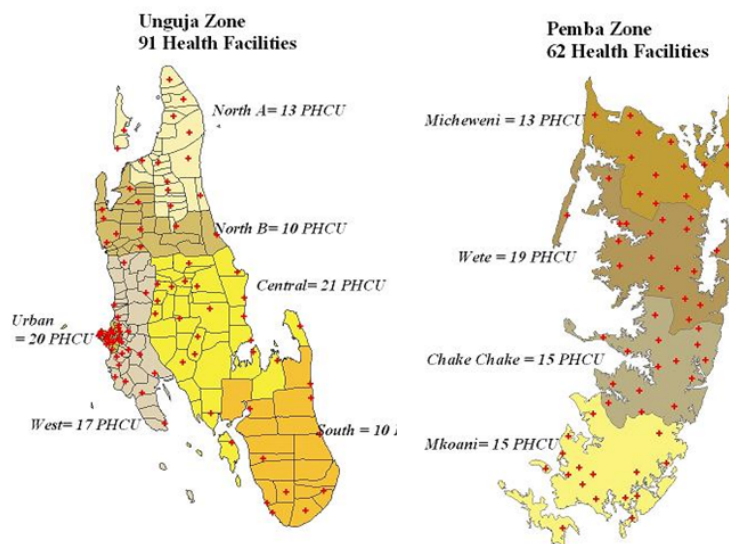 Unguja Zone
91 Health Facilities
North A= 13 PHCU
North B= 10 PHCU
Central= 21 PHCU
Urban
= 20 PHCU
West= 17 PHCU
South = 10
Pemba Zone
62 Health Facilities
Micheweni = 13 PHCU
Wete = 19 PHCU
Chake Chake = 15 PHCU
Mkoani= 15 PHCU